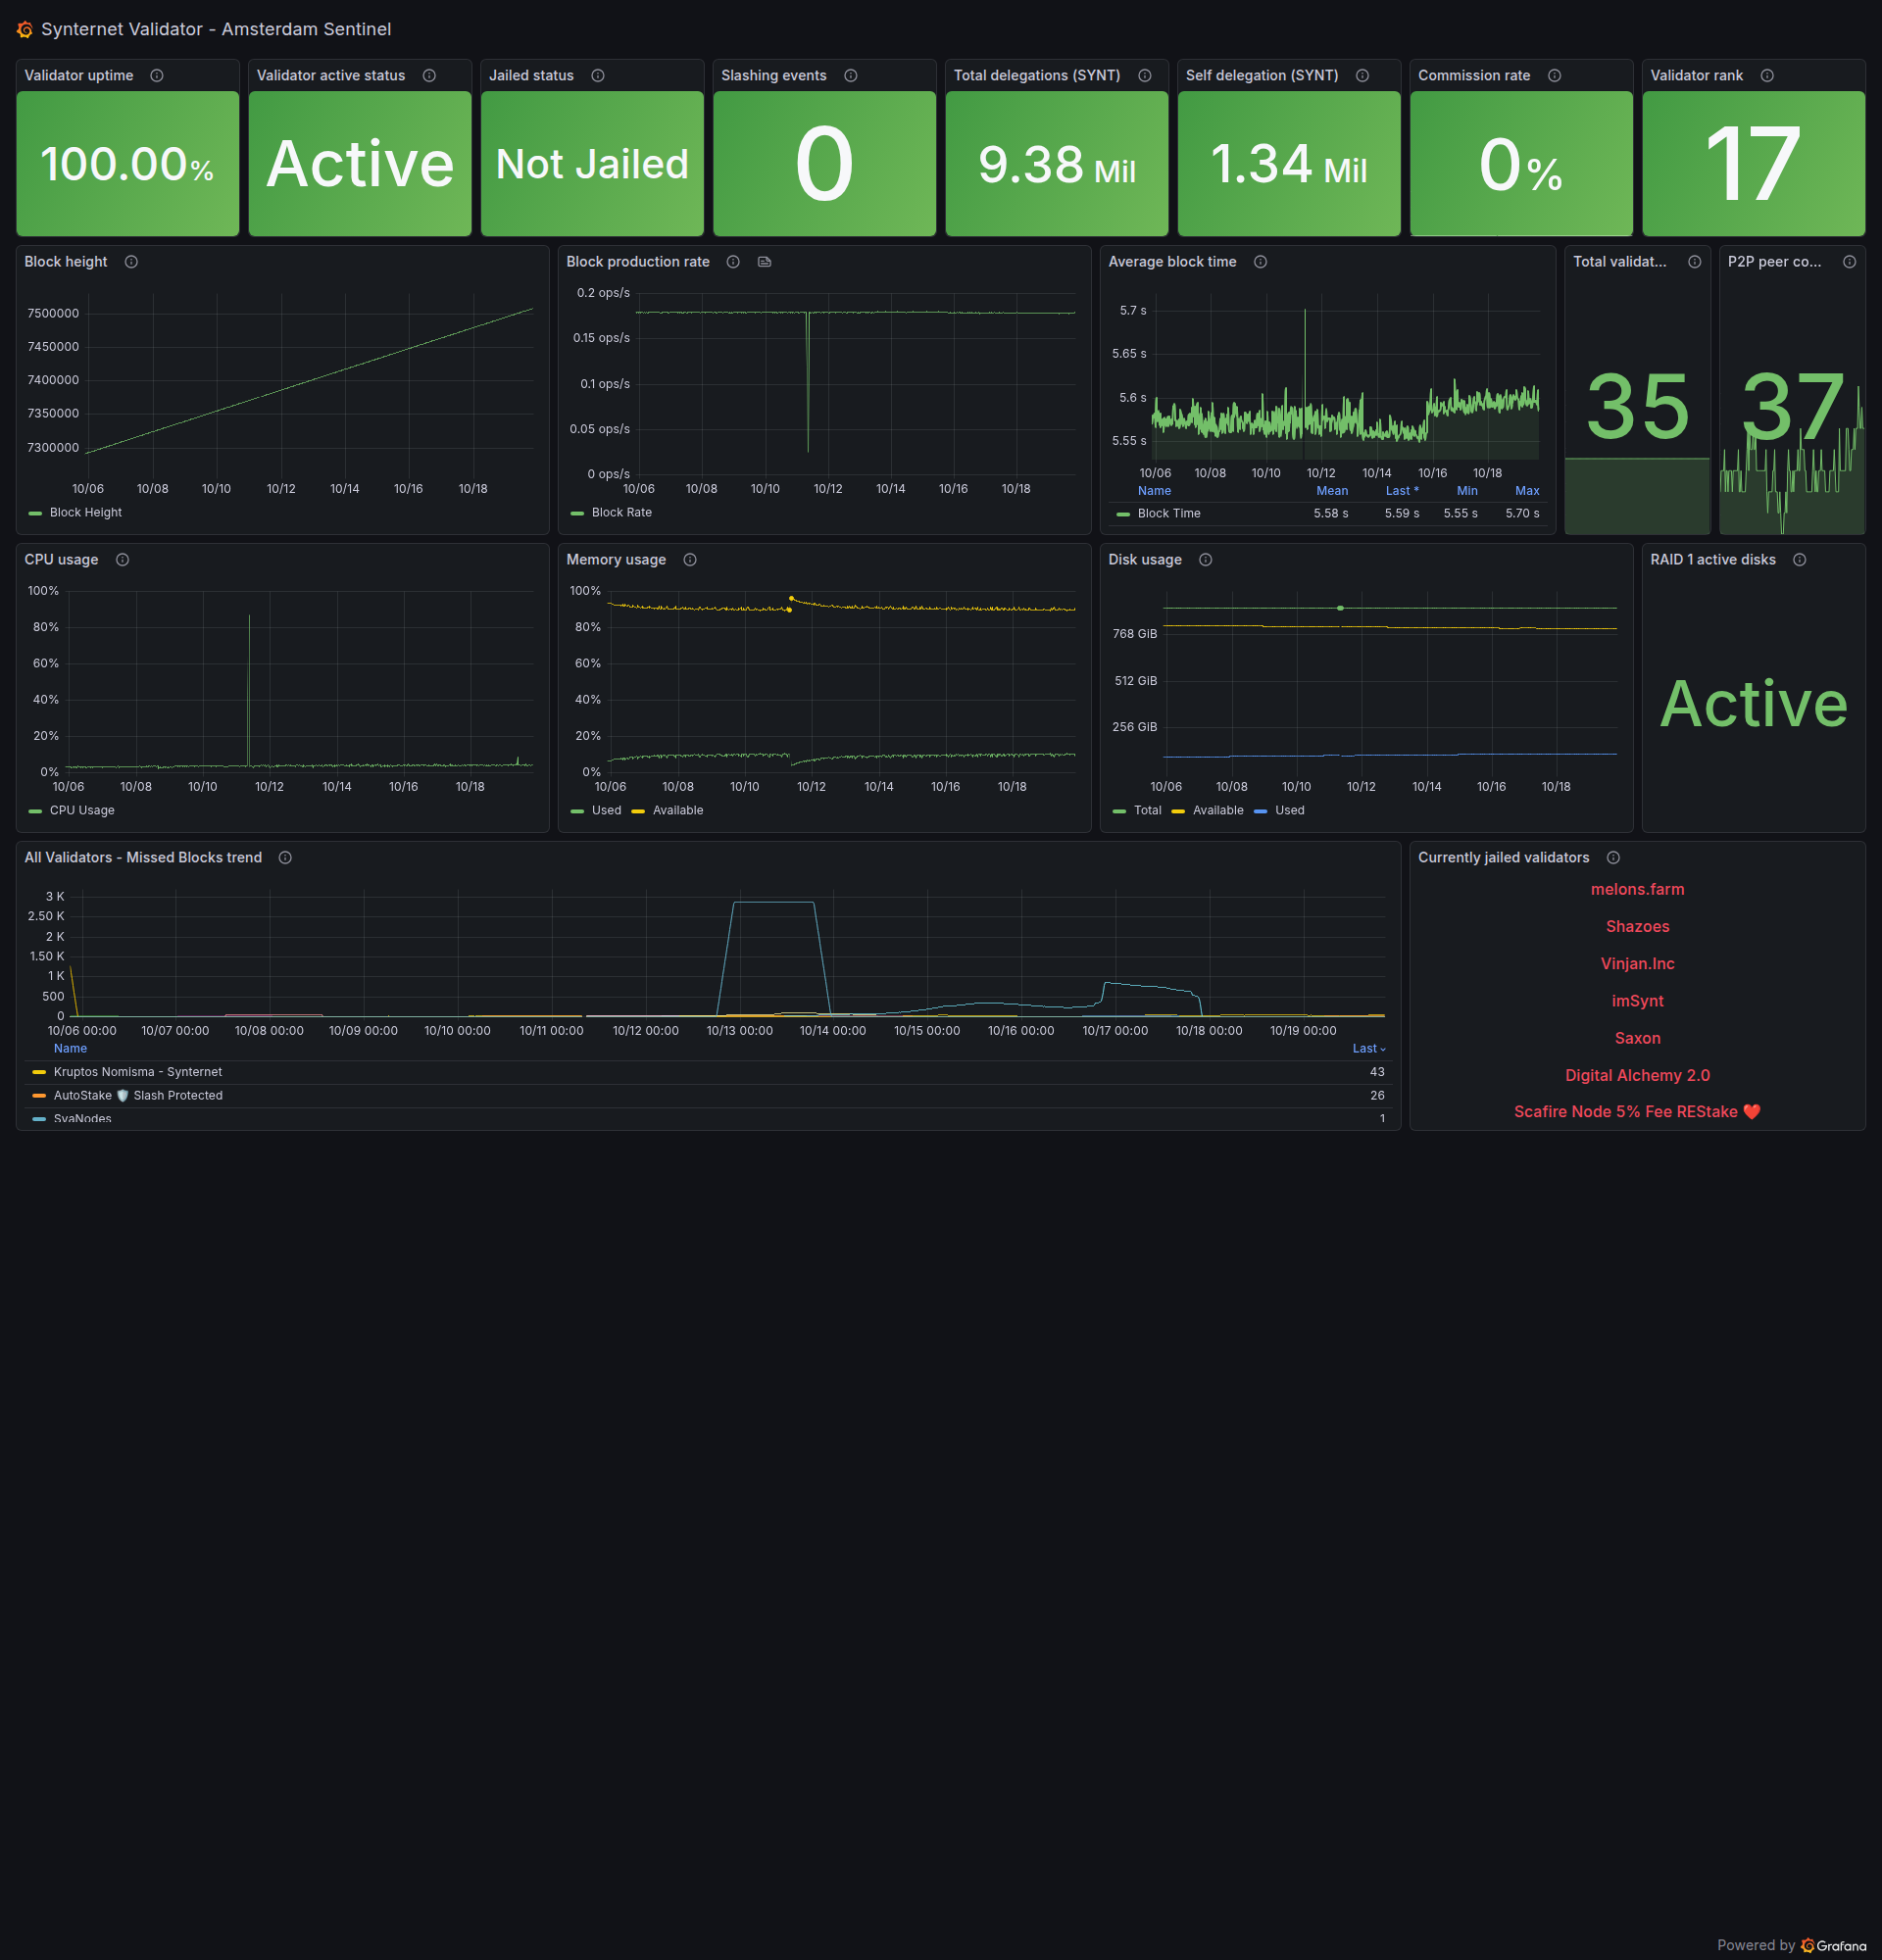 Synternet Validator - Amsterdam Sentinel
Validator uptime
100.00%
Validator active status
Active
Jailed status
Not Jailed
Slashing events
0
Total delegations (SYNT)
9.38 Mil
Self delegation (SYNT)
1.34 Mil
Commission rate
0%
Validator rank
17
Block height
7500000
7450000
7400000
7350000
7300000
10/06 10/08 10/10 10/12 10/14 10/16 10/18
Block Height
Block production rate
0.2 ops/s
0.15 ops/s
0.1 ops/s
0.05 ops/s
0 ops/s
10/06 10/08 10/10 10/12 10/14 10/16 10/18
Block Rate
Average block time
5.7 s
5.65 s
5.6 s
5.55 s
10/06 10/08 10/10 10/12 10/14 10/16 10/18
Name Mean Last * Min Max
Block Time 5.58 s 5.59 s 5.55 s 5.70 s
Total validat...
35
P2P peer co...
37
CPU usage
100%
80%
60%
40%
20%
0%
10/06 10/08 10/10 10/12 10/14 10/16 10/18
CPU Usage
Memory usage
100%
80%
60%
40%
20%
0%
10/06 10/08 10/10 10/12 10/14 10/16 10/18
Used Available
Disk usage
768 GiB
512 GiB
256 GiB
10/06 10/08 10/10 10/12 10/14 10/16 10/18
Total Available Used
RAID 1 active disks
Active
All Validators - Missed Blocks trend
3 K
2.50 K
2 K
1.50 K
1 K
500
0
10/06 00:00 10/07 00:00 10/08 00:00 10/09 00:00 10/10 00:00 10/11 00:00 10/12 00:00 10/13 00:00 10/14 00:00 10/15 00:00 10/16 00:00 10/17 00:00 10/18 00:00 10/19 00:00
Name Last
Kruptos Nomisma - Synternet 43
AutoStake 🛡️ Slash Protected 26
SvaNodes 1
Currently jailed validators
melons.farm
Shazoes
Vinjan.Inc
imSynt
Saxon
Digital Alchemy 2.0
Scafire Node 5% Fee REStake ❤️
Powered by Grafana